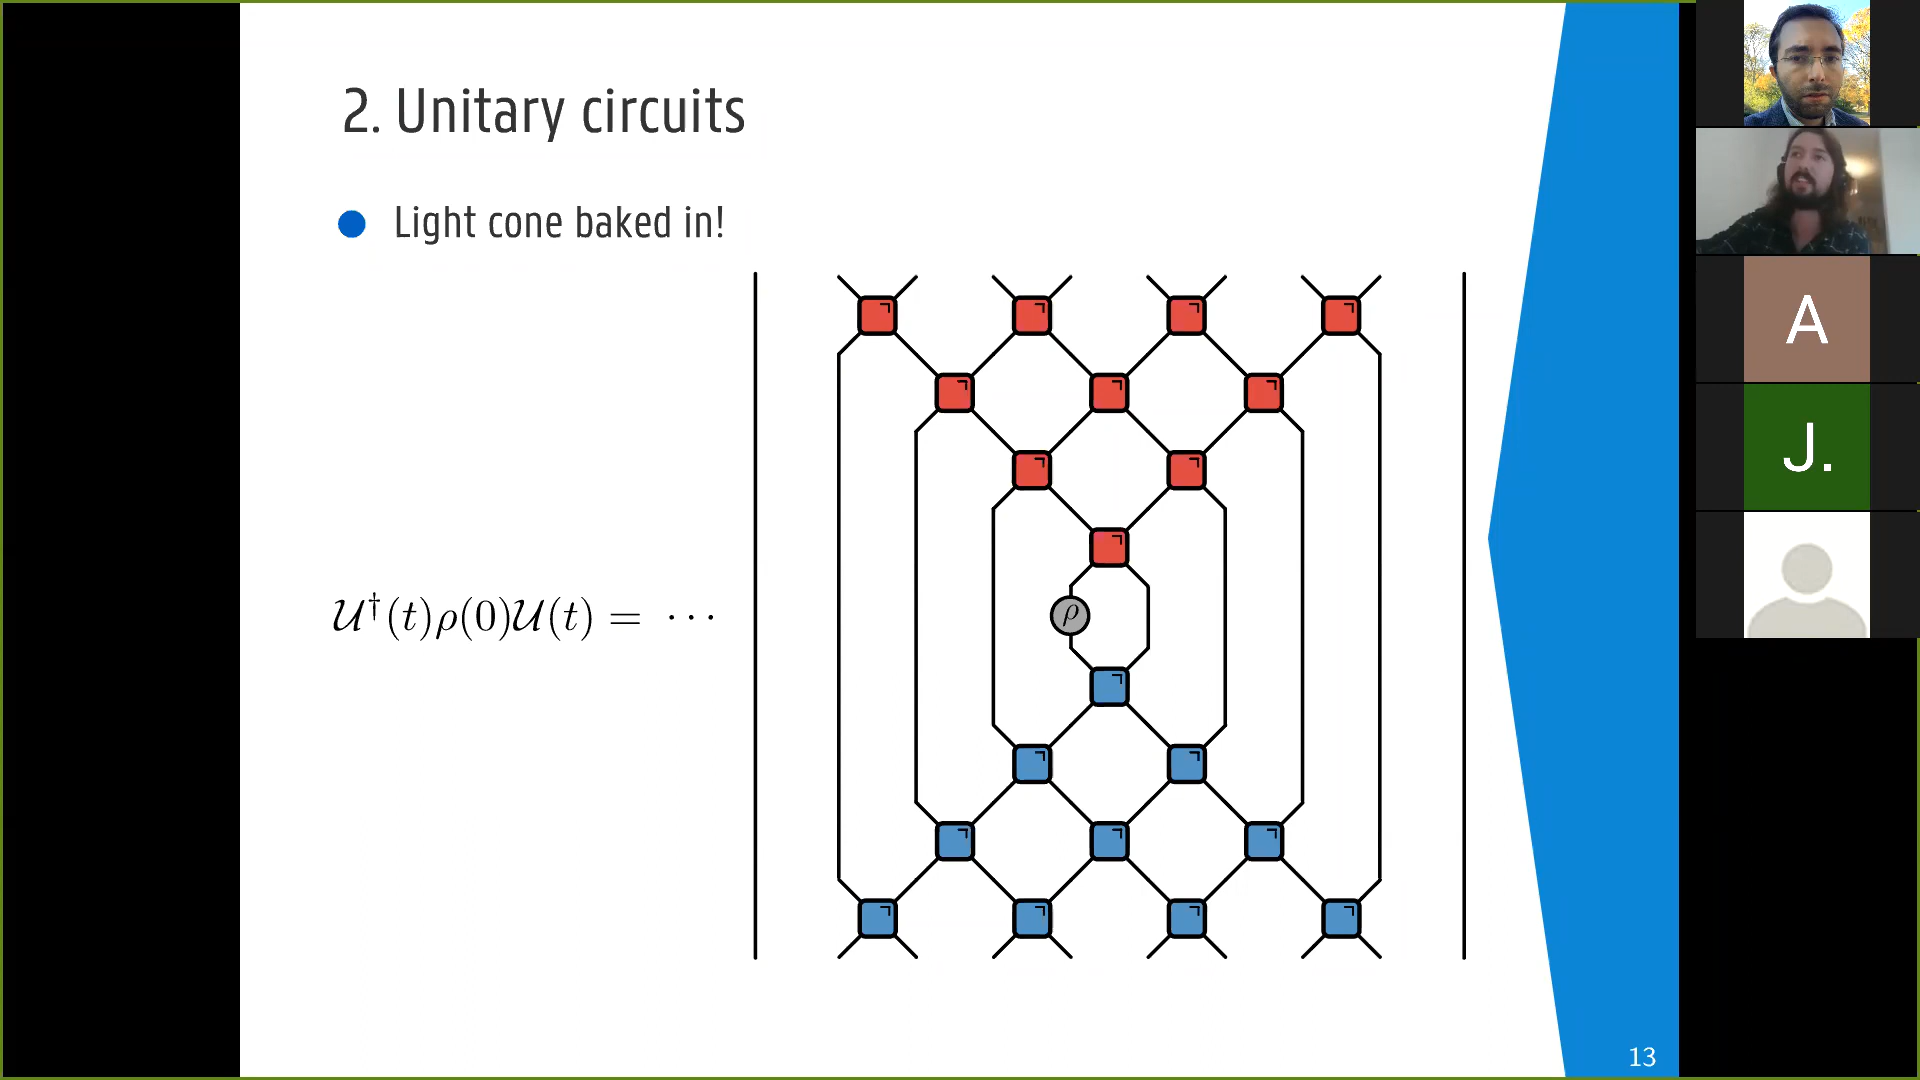 2. Unitary circuits
Light cone baked in!
𝒰†(t)ρ(0)𝒰(t) = ···
ρ
13
A
J.